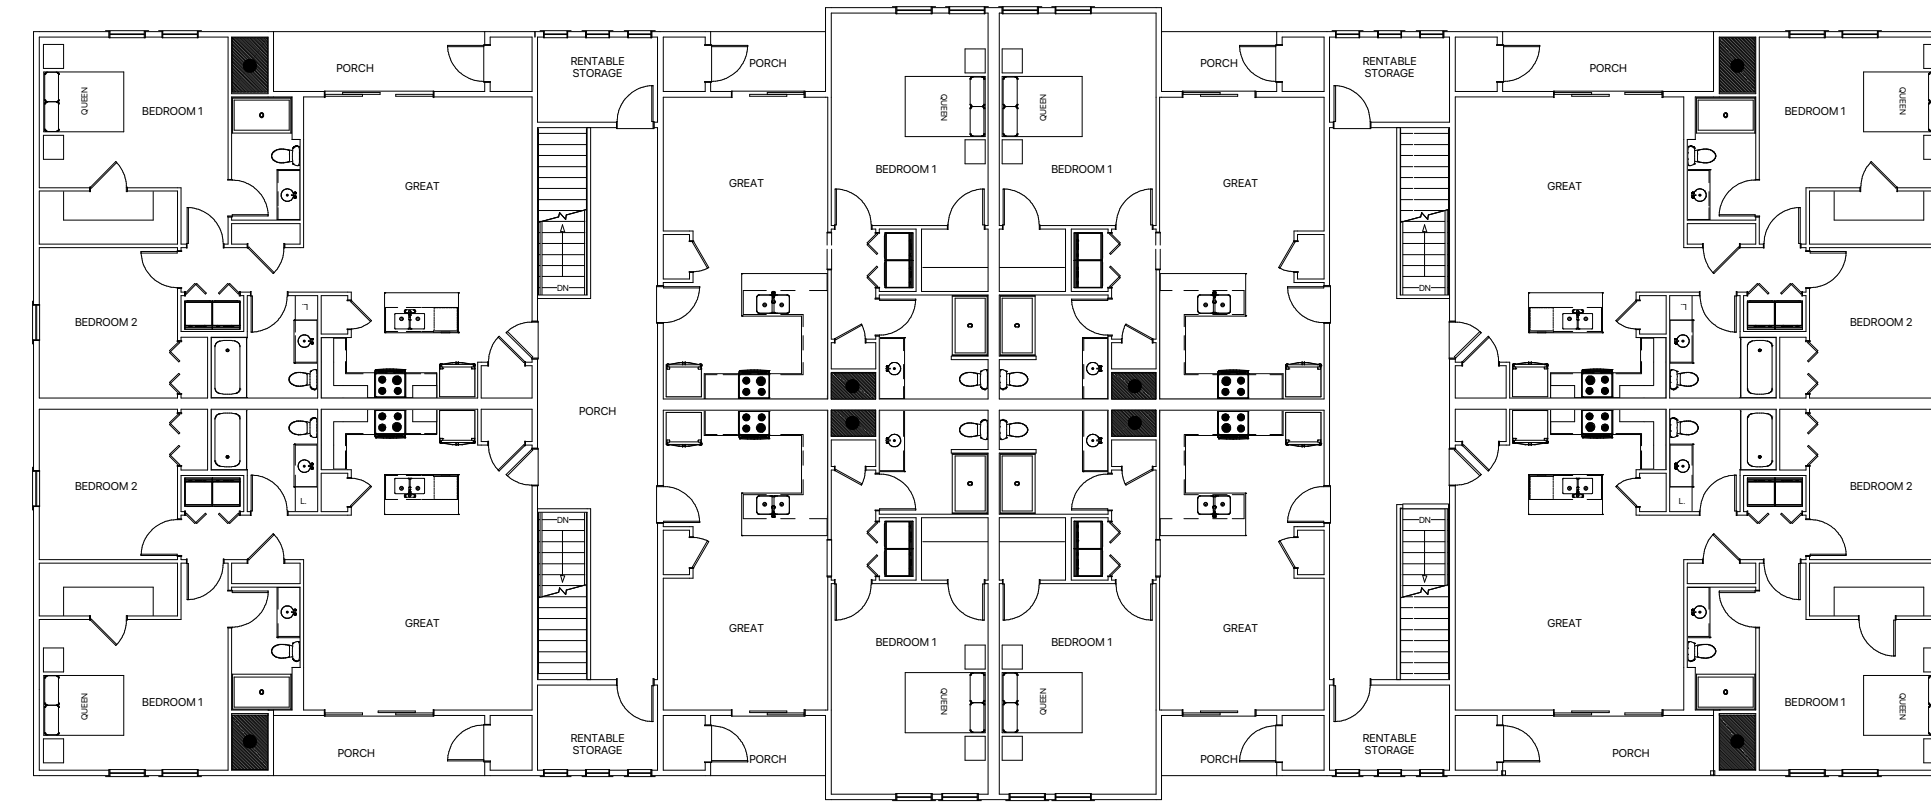 RENTABLE
STORAGE
PORCH
PORCH
PORCH
RENTABLE
STORAGE
PORCH
QUEEN
BEDROOM 1
QUEEN
QUEEN
BEDROOM 1
QUEEN
GREAT
GREAT
BEDROOM 1
BEDROOM 1
GREAT
GREAT
DN
DN
BEDROOM 2
BEDROOM 2
L
L
PORCH
BEDROOM 2
BEDROOM 2
L
L
DN
DN
GREAT
GREAT
BEDROOM 1
BEDROOM 1
GREAT
GREAT
QUEEN
BEDROOM 1
QUEEN
QUEEN
BEDROOM 1
QUEEN
PORCH
RENTABLE
STORAGE
PORCH
PORCH
RENTABLE
STORAGE
PORCH